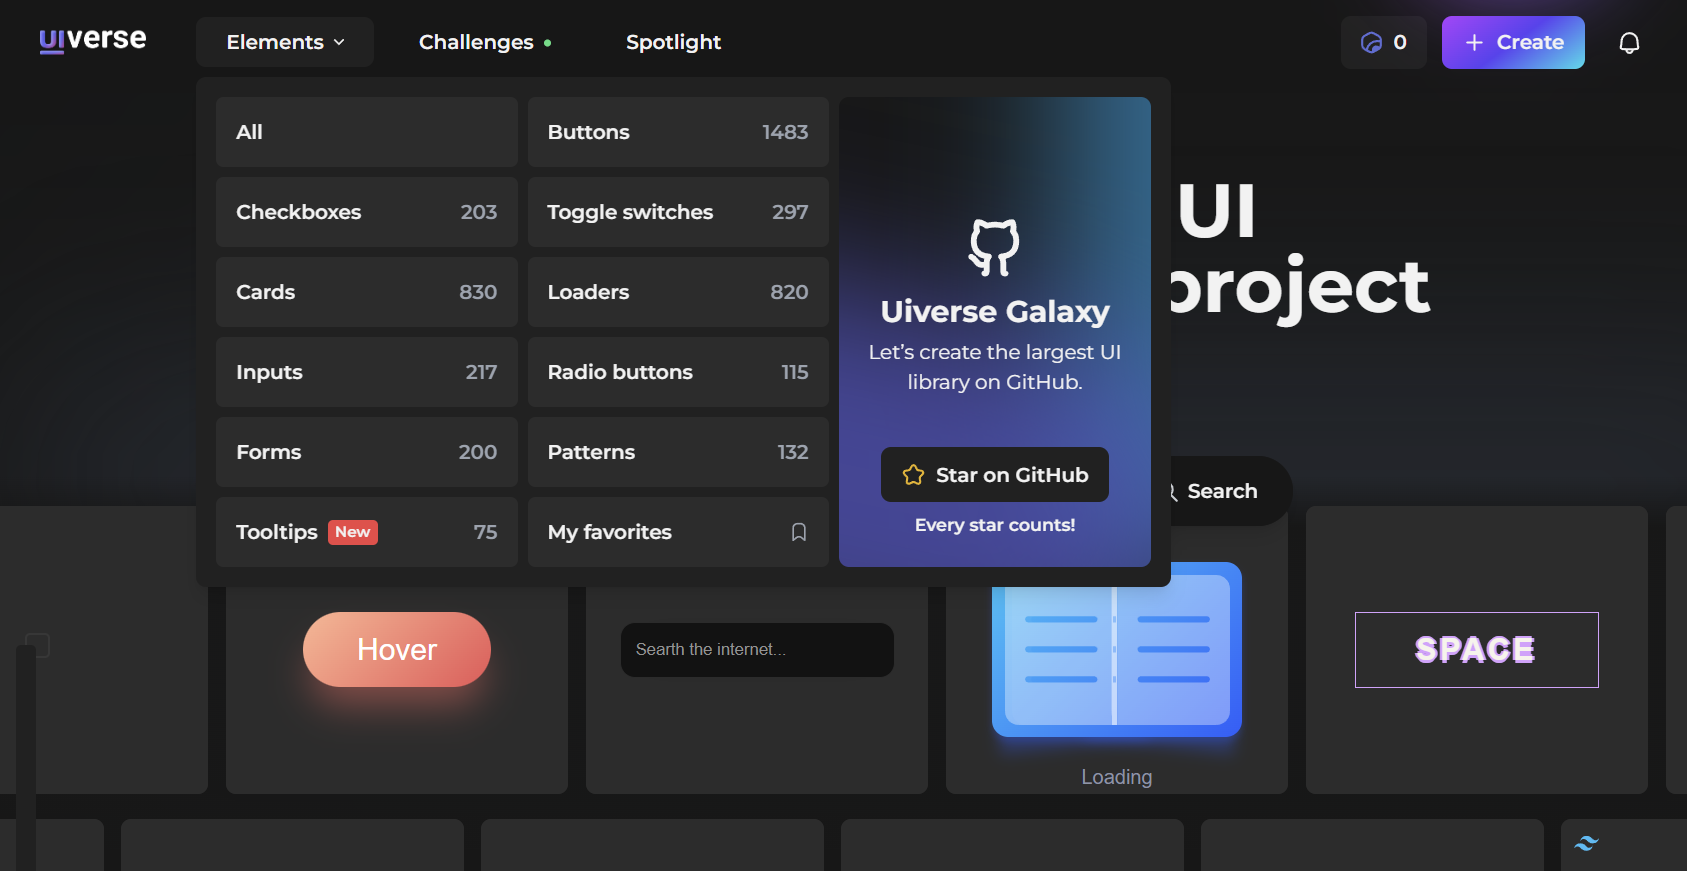 uiverse
Elements
Challenges
Spotlight
0
Create
All
Buttons 1483
Checkboxes 203
Toggle switches 297
Cards 830
Loaders 820
Inputs 217
Radio buttons 115
Forms 200
Patterns 132
Tooltips New 75
My favorites
Uiverse Galaxy
Let's create the largest UI
library on GitHub.
Star on GitHub
Every star counts!
UI
project
Search
Hover
Searth the internet...
Loading
SPACE